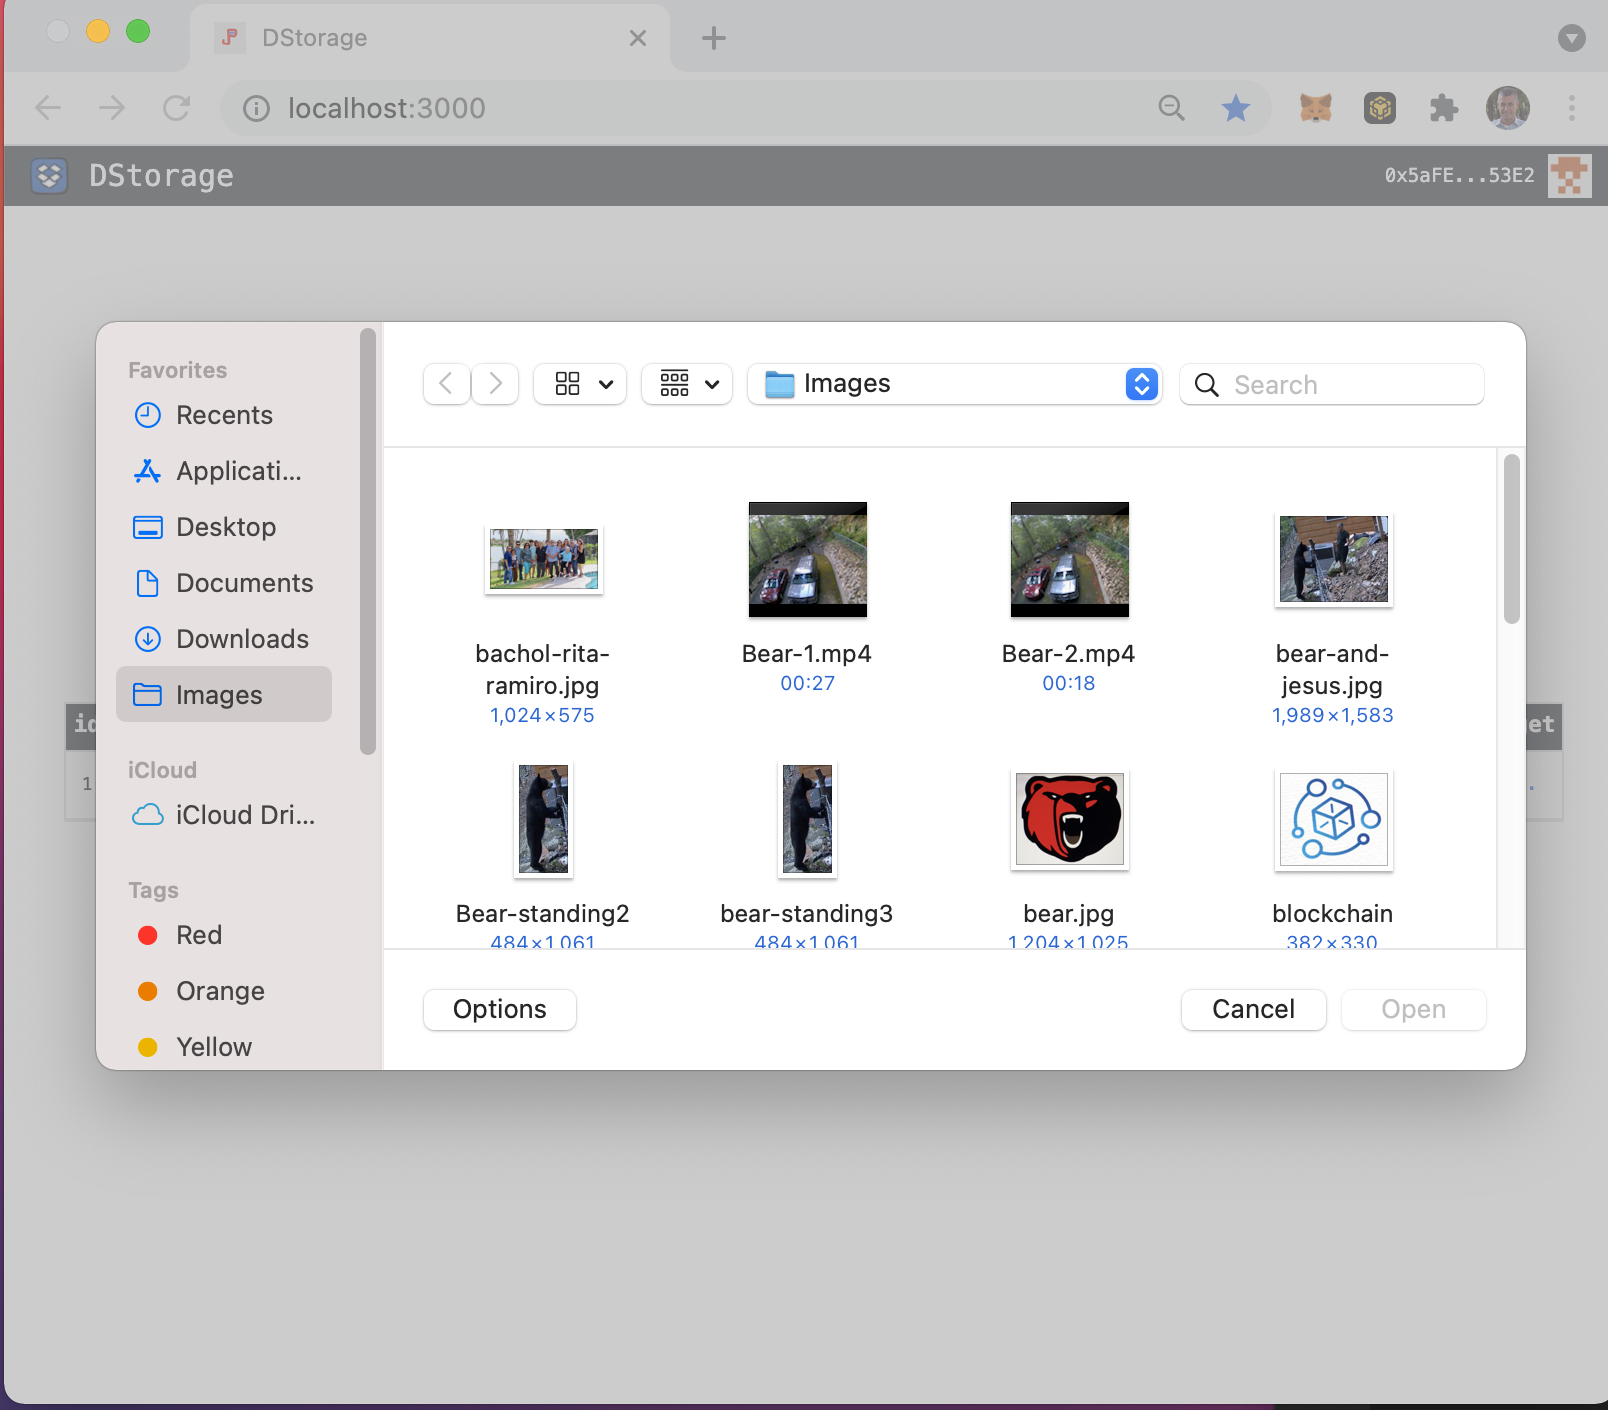 DStorage
localhost:3000
DStorage
0x5aFE...53E2
Favorites
Recents
Applicati...
Desktop
Documents
Downloads
Images
iCloud
iCloud Dri...
Tags
Red
Orange
Yellow
Images
Search
bachol-rita-
ramiro.jpg
1,024×575
Bear-1.mp4
00:27
Bear-2.mp4
00:18
bear-and-
jesus.jpg
1,989×1,583
Bear-standing2
484×1,061
bear-standing3
484×1,061
bear.jpg
1,204×1,025
blockchain
382×330
Options
Cancel
Open
id
et
1